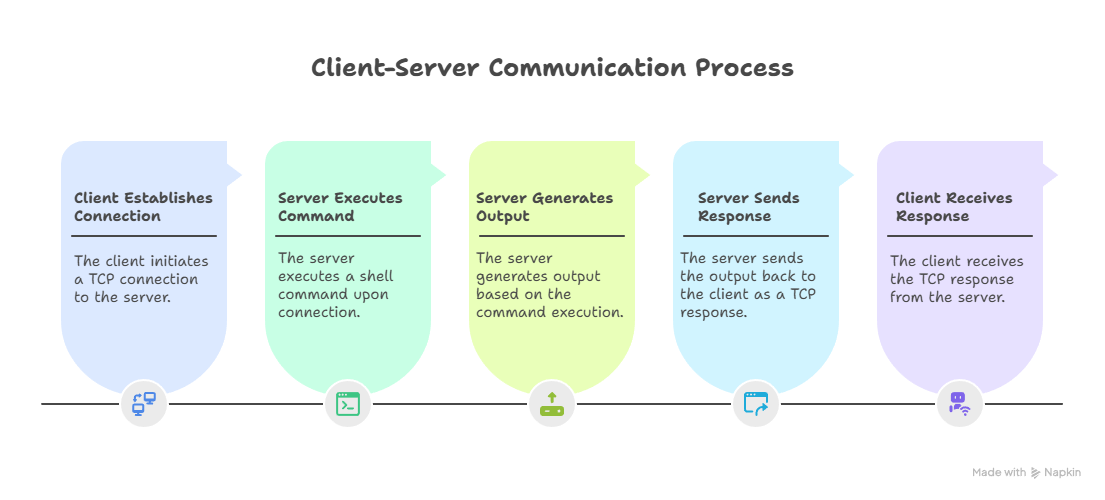 Client-Server Communication Process
Client Establishes
Connection
The client initiates
a TCP connection
to the server.
Server Executes
Command
The server
executes a shell
command upon
connection.
Server Generates
Output
The server
generates output
based on the
command execution.
Server Sends
Response
The server sends
the output back to
the client as a TCP
response.
Client Receives
Response
The client receives
the TCP response
from the server.
Made with Napkin